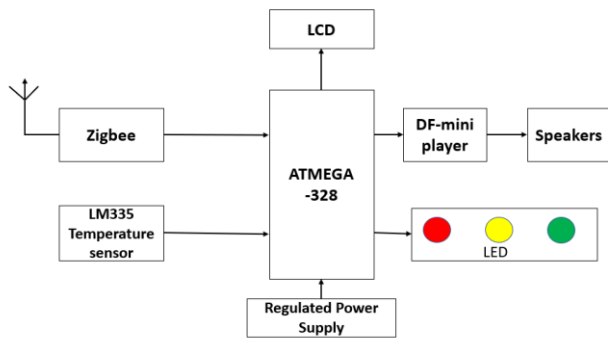 LCD
Zigbee
ATMEGA
-328
DF-mini
player
Speakers
LM335
Temperature
sensor
LED
Regulated Power
Supply